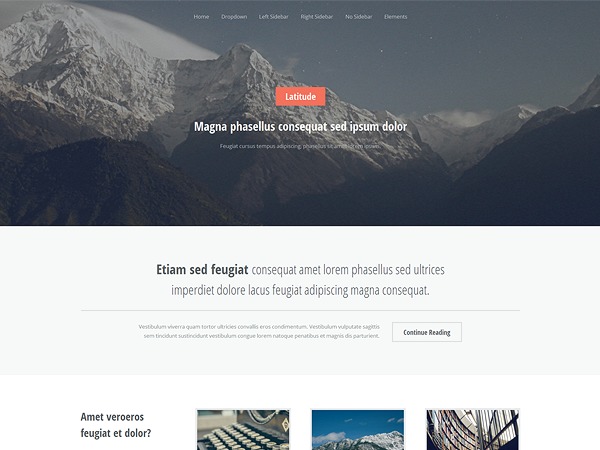 Home Dropdown Left Sidebar Right Sidebar No Sidebar Elements
Latitude
Magna phasellus consequat sed ipsum dolor
Feugiat cursus tempus adipiscing; phasellus sit amet lorem ipsum.
Etiam sed feugiat consequat amet lorem phasellus sed ultrices
imperdiet dolore lacus feugiat adipiscing magna consequat.
Vestibulum viverra quam tortor ultricies convallis eros condimentum. Vestibulum vulputate sagittis
sem tincidunt sustincidunt vestibulum congue lorem natoque penatibus et magnis dis parturient.
Continue Reading
Amet veroeros
feugiat et dolor?